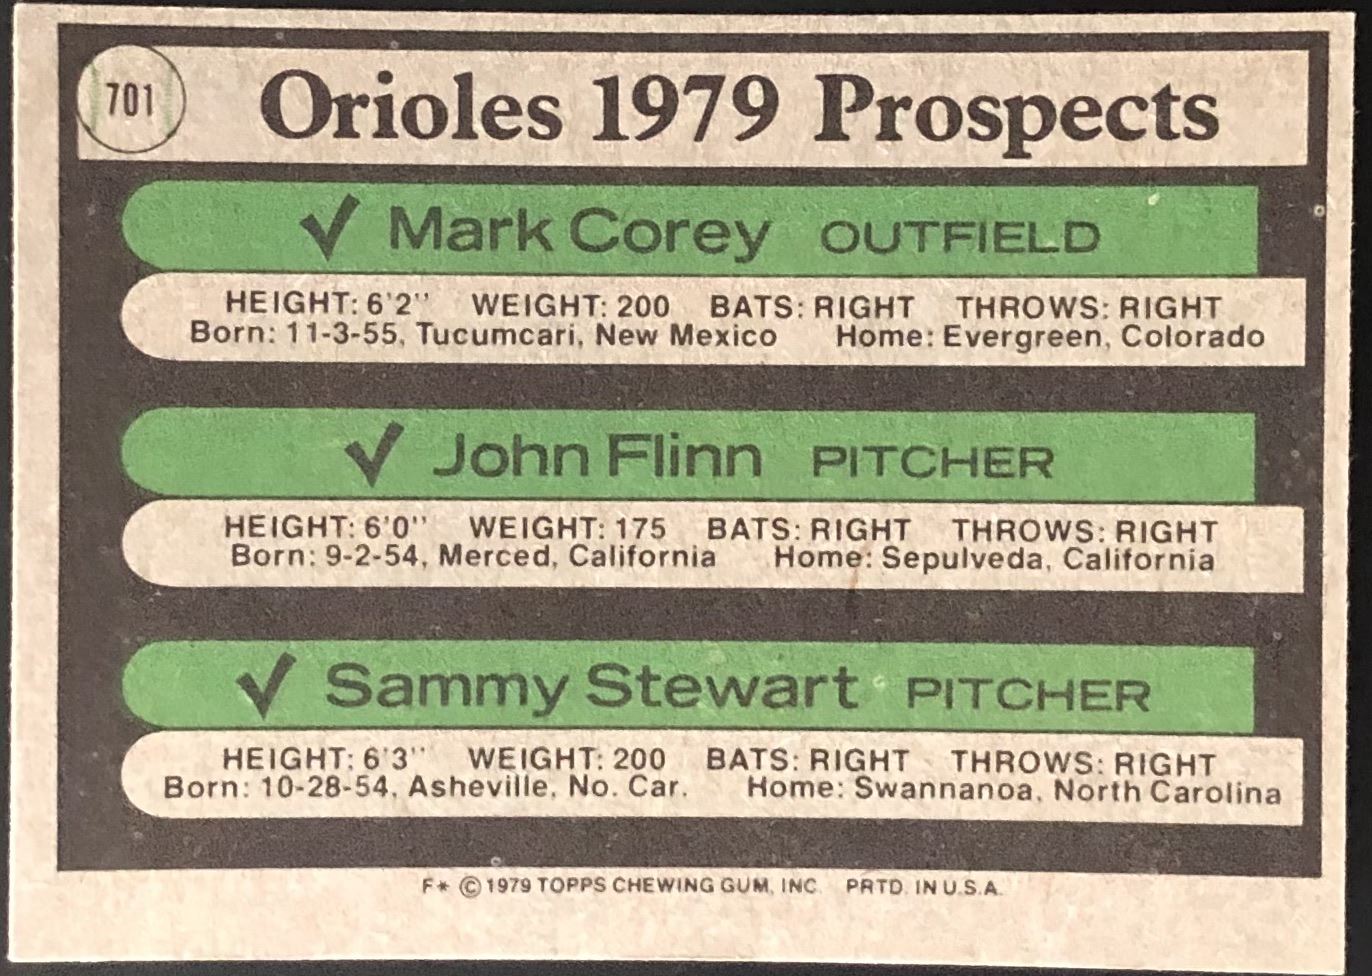 701
Orioles 1979 Prospects
✓ Mark Corey OUTFIELD
HEIGHT: 6'2" WEIGHT: 200 BATS: RIGHT THROWS: RIGHT
Born: 11-3-55, Tucumcari, New Mexico Home: Evergreen, Colorado
✓ John Flinn PITCHER
HEIGHT: 6'0" WEIGHT: 175 BATS: RIGHT THROWS: RIGHT
Born: 9-2-54, Merced, California Home: Sepulveda, California
✓ Sammy Stewart PITCHER
HEIGHT: 6'3" WEIGHT: 200 BATS: RIGHT THROWS: RIGHT
Born: 10-28-54, Asheville, No. Car. Home: Swannanoa, North Carolina
F* © 1979 TOPPS CHEWING GUM, INC. PRTD. IN U.S.A.